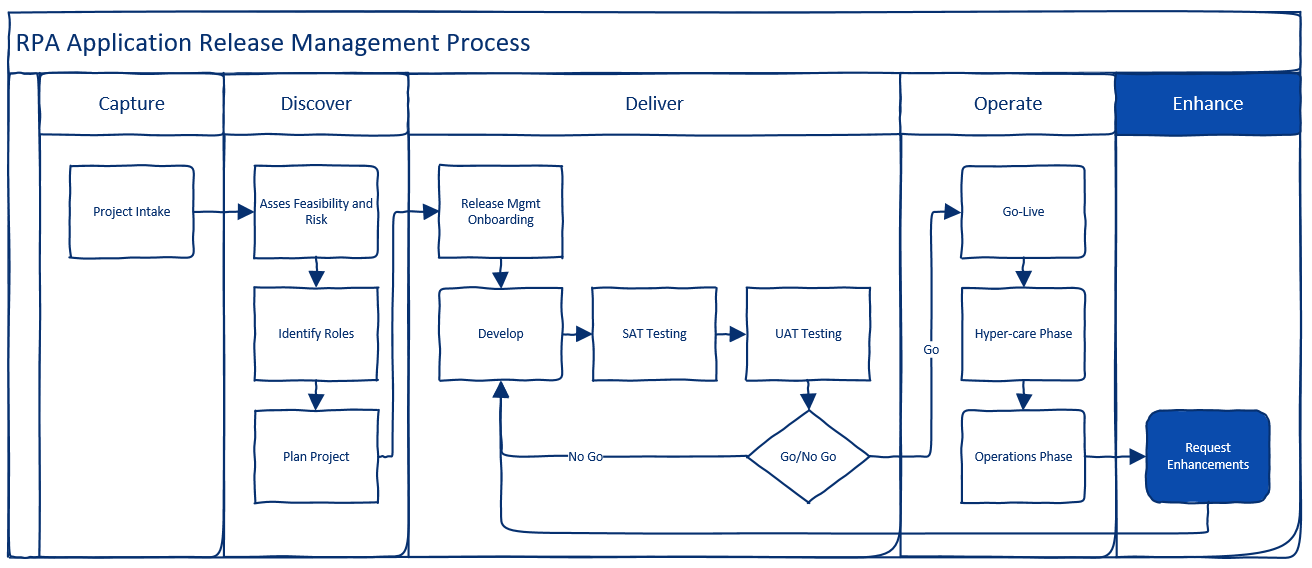 RPA Application Release Management Process
Capture
Discover
Deliver
Operate
Enhance
Project Intake
Asses Feasibility and
Risk
Release Mgmt
Onboarding
Go-Live
Identify Roles
Develop
SAT Testing
UAT Testing
Go
Hyper-care Phase
Plan Project
No Go
Go/No Go
Operations Phase
Request
Enhancements